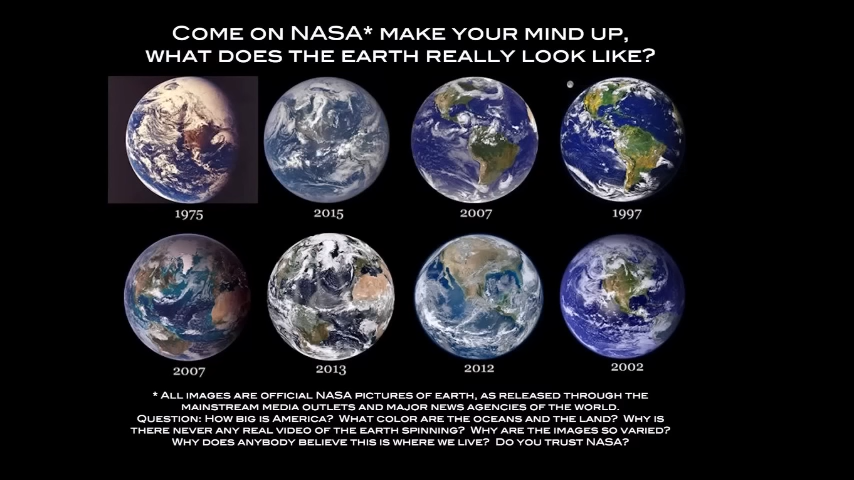 COME ON NASA* MAKE YOUR MIND UP,
WHAT DOES THE EARTH REALLY LOOK LIKE?
1975
2015
2007
1997
2007
2013
2012
2002
* ALL IMAGES ARE OFFICIAL NASA PICTURES OF EARTH, AS RELEASED THROUGH THE
MAINSTREAM MEDIA OUTLETS AND MAJOR NEWS AGENCIES OF THE WORLD.
QUESTION: HOW BIG IS AMERICA? WHAT COLOR ARE THE OCEANS AND THE LAND? WHY IS
THERE NEVER ANY REAL VIDEO OF THE EARTH SPINNING? WHY ARE THE IMAGES SO VARIED?
WHY DOES ANYBODY BELIEVE THIS IS WHERE WE LIVE? DO YOU TRUST NASA?